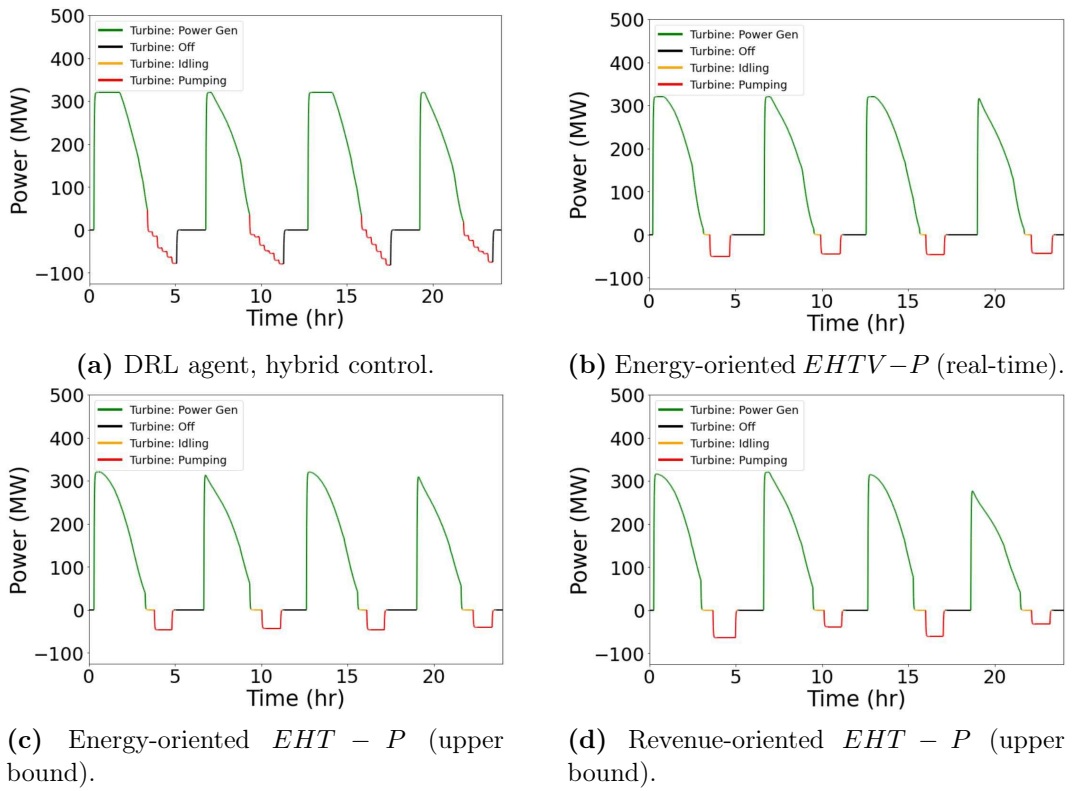 500
400
300
200
100
0
−100
Power (MW)
Turbine: Power Gen
Turbine: Off
Turbine: Idling
Turbine: Pumping
0 5 10 15 20
Time (hr)
(a) DRL agent, hybrid control.
500
400
300
200
100
0
−100
Power (MW)
Turbine: Power Gen
Turbine: Off
Turbine: Idling
Turbine: Pumping
0 5 10 15 20
Time (hr)
(b) Energy-oriented EHTV−P (real-time).
500
400
300
200
100
0
−100
Power (MW)
Turbine: Power Gen
Turbine: Off
Turbine: Idling
Turbine: Pumping
0 5 10 15 20
Time (hr)
(c) Energy-oriented EHT − P (upper
bound).
500
400
300
200
100
0
−100
Power (MW)
Turbine: Power Gen
Turbine: Off
Turbine: Idling
Turbine: Pumping
0 5 10 15 20
Time (hr)
(d) Revenue-oriented EHT − P (upper
bound).